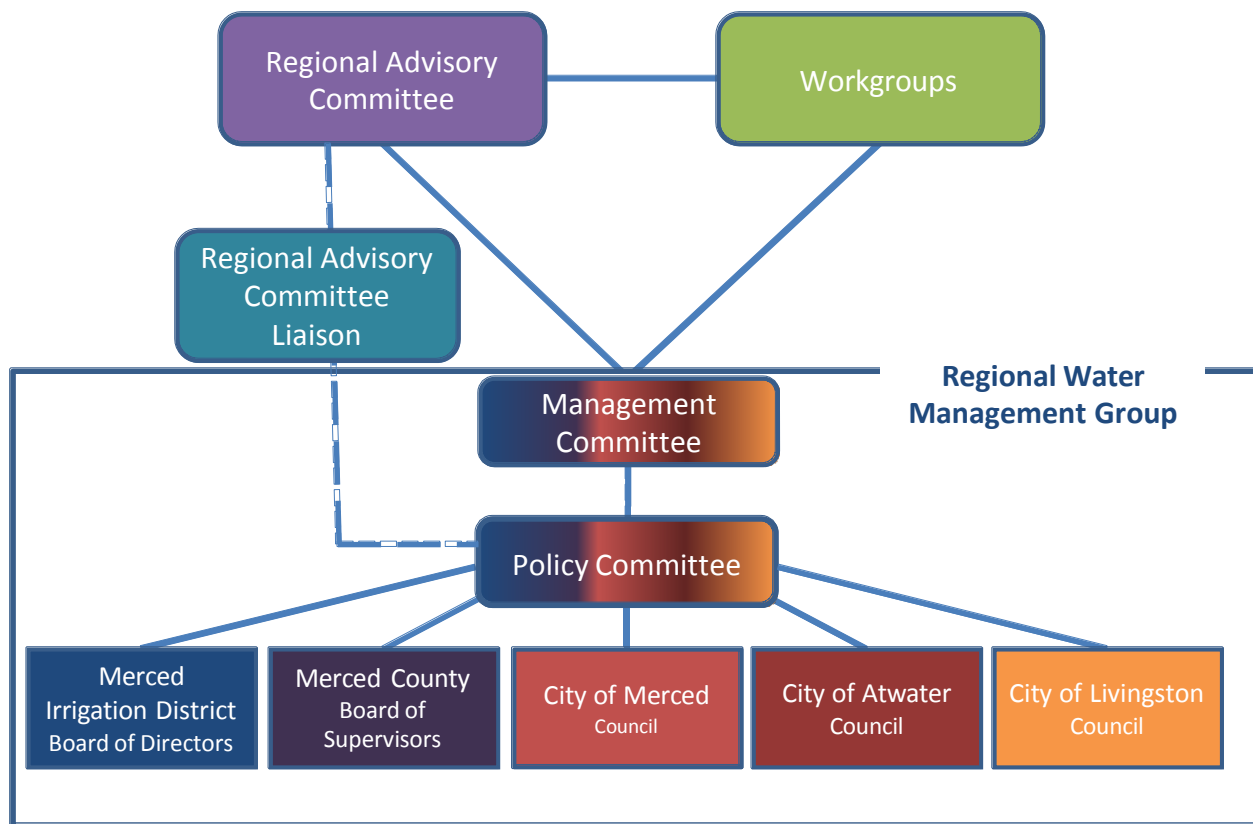 Regional Advisory
Committee
Workgroups
Regional Advisory
Committee
Liaison
Regional Water
Management Group
Management
Committee
Policy Committee
Merced
Irrigation District
Board of Directors
Merced County
Board of
Supervisors
City of Merced
Council
City of Atwater
Council
City of Livingston
Council